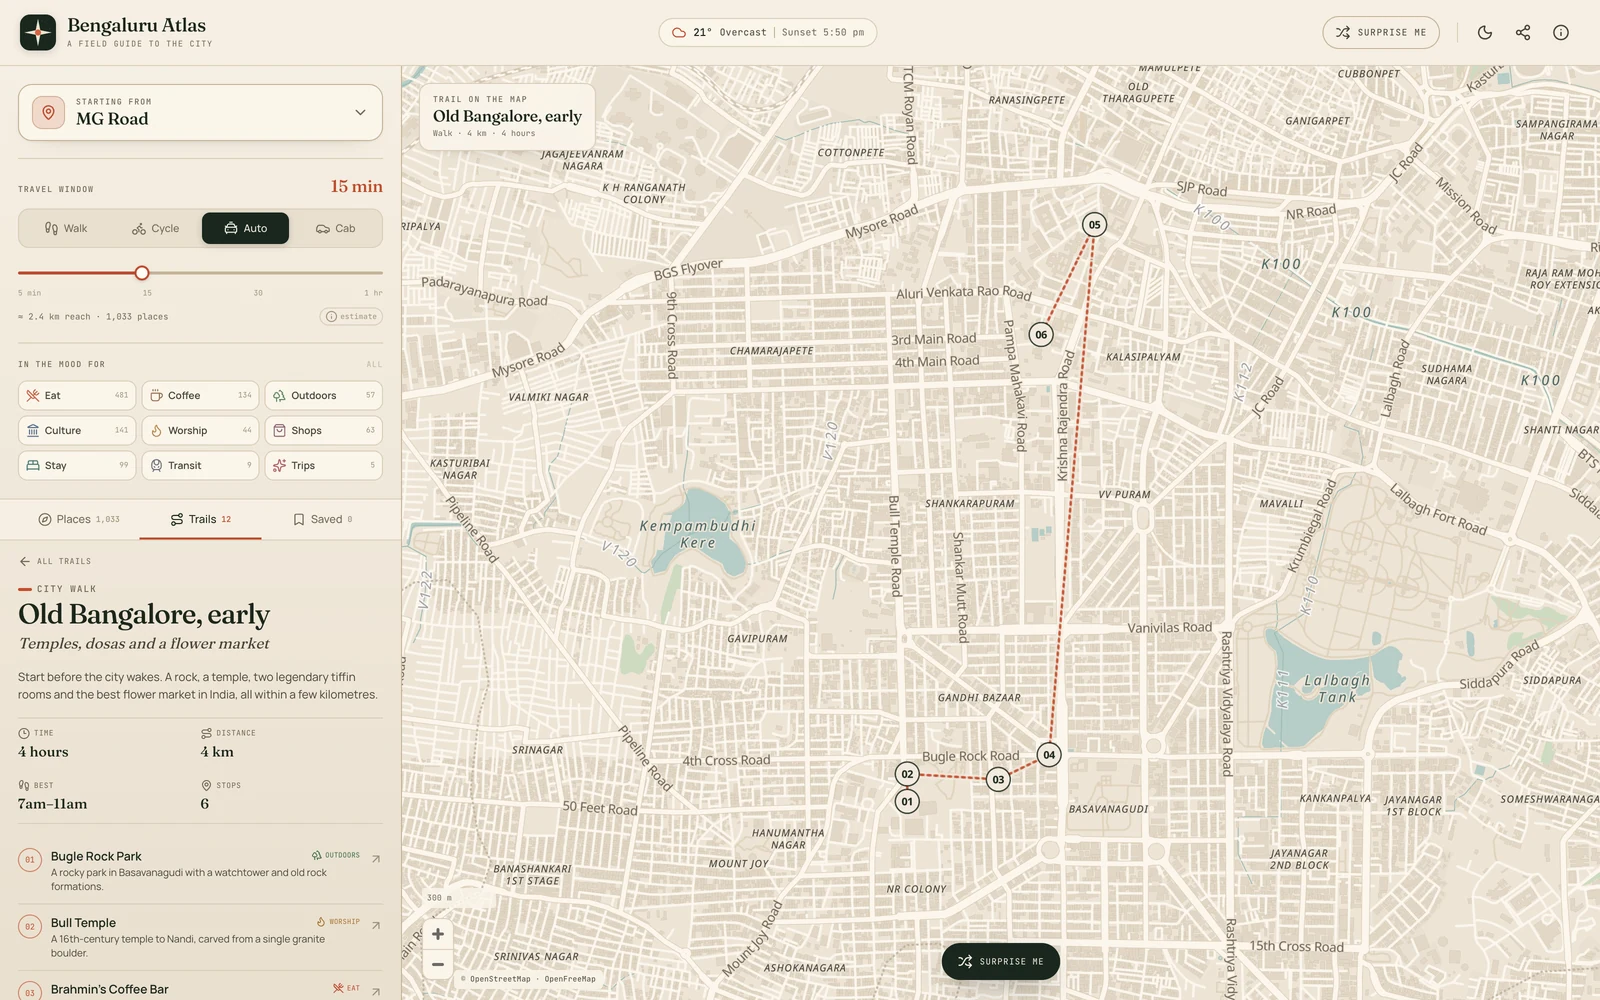 Bengaluru Atlas
A FIELD GUIDE TO THE CITY
21° Overcast | Sunset 5:50 pm
SURPRISE ME
STARTING FROM
MG Road
TRAVEL WINDOW
15 min
Walk
Cycle
Auto
Cab
5 min
15
30
1 hr
≈ 2.4 km reach · 1,033 places
estimate
IN THE MOOD FOR
ALL
Eat 481
Coffee 134
Outdoors 57
Culture 141
Worship 44
Shops 63
Stay 99
Transit 9
Trips 5
Places 1,033
Trails 12
Saved 0
ALL TRAILS
CITY WALK
Old Bangalore, early
Temples, dosas and a flower market
Start before the city wakes. A rock, a temple, two legendary tiffin
rooms and the best flower market in India, all within a few kilometres.
TIME
4 hours
DISTANCE
4 km
BEST
7am–11am
STOPS
6
01
Bugle Rock Park
OUTDOORS
A rocky park in Basavanagudi with a watchtower and old rock
formations.
02
Bull Temple
WORSHIP
A 16th-century temple to Nandi, carved from a single granite
boulder.
03
Brahmin's Coffee Bar
EAT
TRAIL ON THE MAP
Old Bangalore, early
Walk · 4 km · 4 hours
TCM Royan Road
MAMULPETE
CUBBONPET
RANASINGPETE
OLD
THARAGUPETE
GANIGARPET
SAMPANGIRAMA
NAGAR
JAGAJEEVANRAM
NAGARA
COTTONPETE
JC Road
K H RANGANATH
COLONY
SJP Road
Mission Road
NR Road
K100
Mysore Road
05
RIPALYA
BGS Flyover
K100
RAJA RAM MOH
ROY EXTENSIO
Padarayanapura Road
9th Cross Road
Aluri Venkata Rao Road
K100
06
3rd Main Road
4th Main Road
CHAMARAJAPETE
Pampa Mahakavi Road
KALASIPALYAM
Mysore Road
Krishna Rajendra Road
K112
JC Road
Lalbagh Road
SUDHAMA
NAGARA
K100
VALMIKI NAGAR
V120
SHANTI NAGAR
KASTURIBAI
NAGAR
Pipeline Road
Bull Temple Road
SHANKARAPURAM
VV PURAM
MAVALLI
Lalbagh Fort Road
Kempambudhi
Kere
V120
V122
Shankar Mutt Road
Krumbiegal Road
K110
GAVIPURAM
Vanivilas Road
Rashtriya Vidyalaya Road
K111
Lalbagh
Tank
Siddapura Road
SIDDAPURA
GANDHI BAZAAR
Pipeline Road
SRINAGAR
4th Cross Road
Bugle Rock Road
04
02
03
01
50 Feet Road
BASAVANAGUDI
KANKANPALYA
JAYANAGAR
1ST BLOCK
SOMESHWARANAGA
HANUMANTHA
NAGAR
MOUNT JOY
JAYANAGAR
2ND BLOCK
BANASHANKARI
1ST STAGE
NR COLONY
300 m
Mount Joy Road
15th Cross Road
SRINIVAS NAGAR
ASHOKANAGARA
SURPRISE ME
© OpenStreetMap · OpenFreeMap